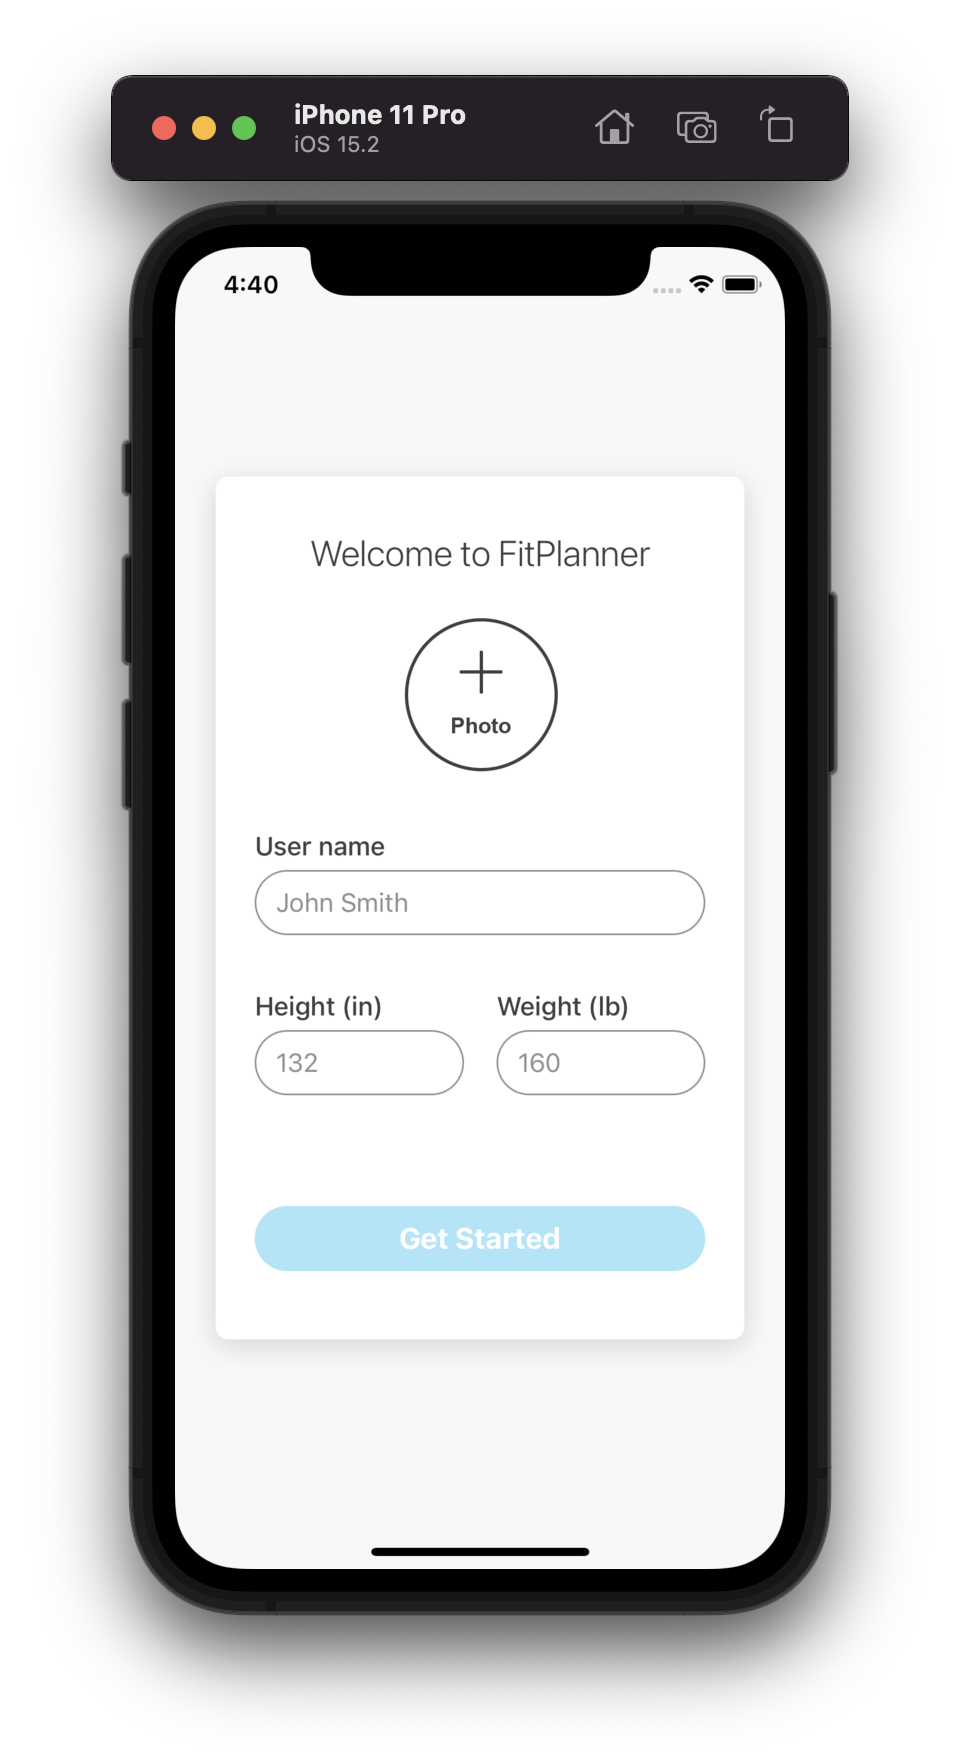 iPhone 11 Pro
iOS 15.2
4:40
Welcome to FitPlanner
Photo
User name
John Smith
Height (in) Weight (lb)
132 160
Get Started